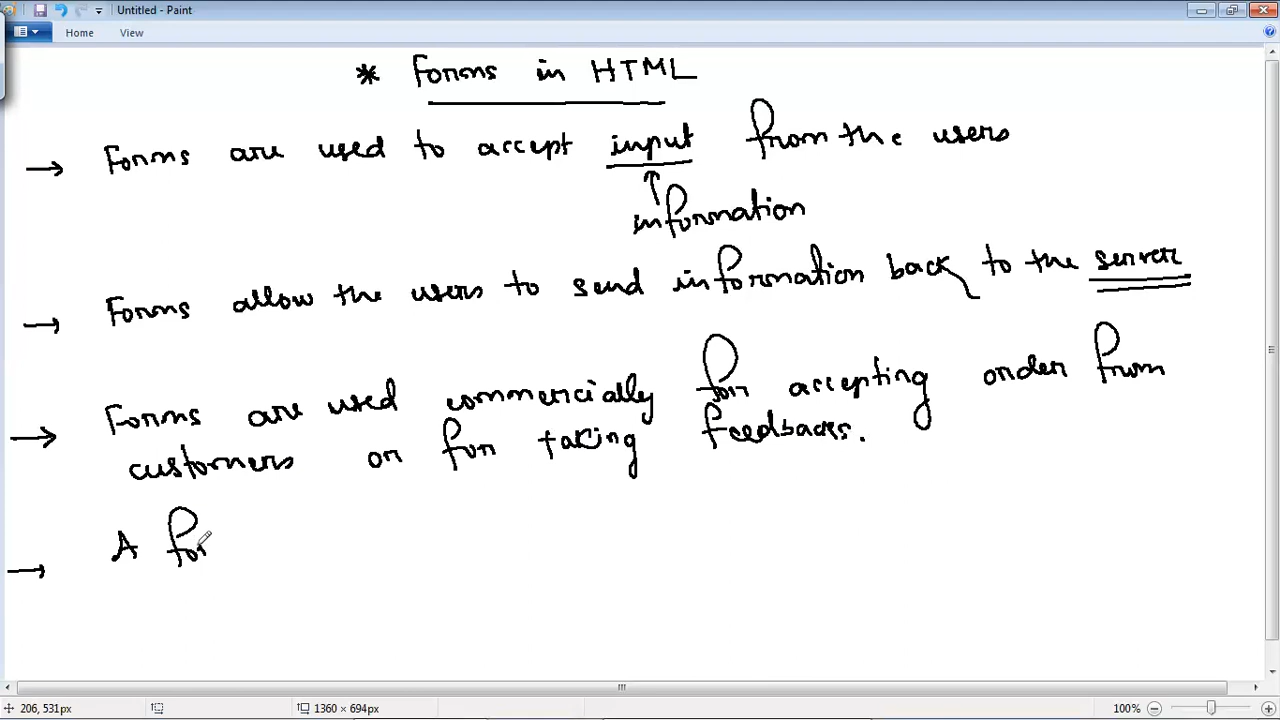 Untitled - Paint
Home View
* Forms in HTML
→ Forms are used to accept input from the users
↑
information
→ Forms allow the users to send information back to the server
→ Forms are used commercially for accepting order from
customers or for taking feedbacks.
→ A for
206, 531px 1360 × 694px 100%